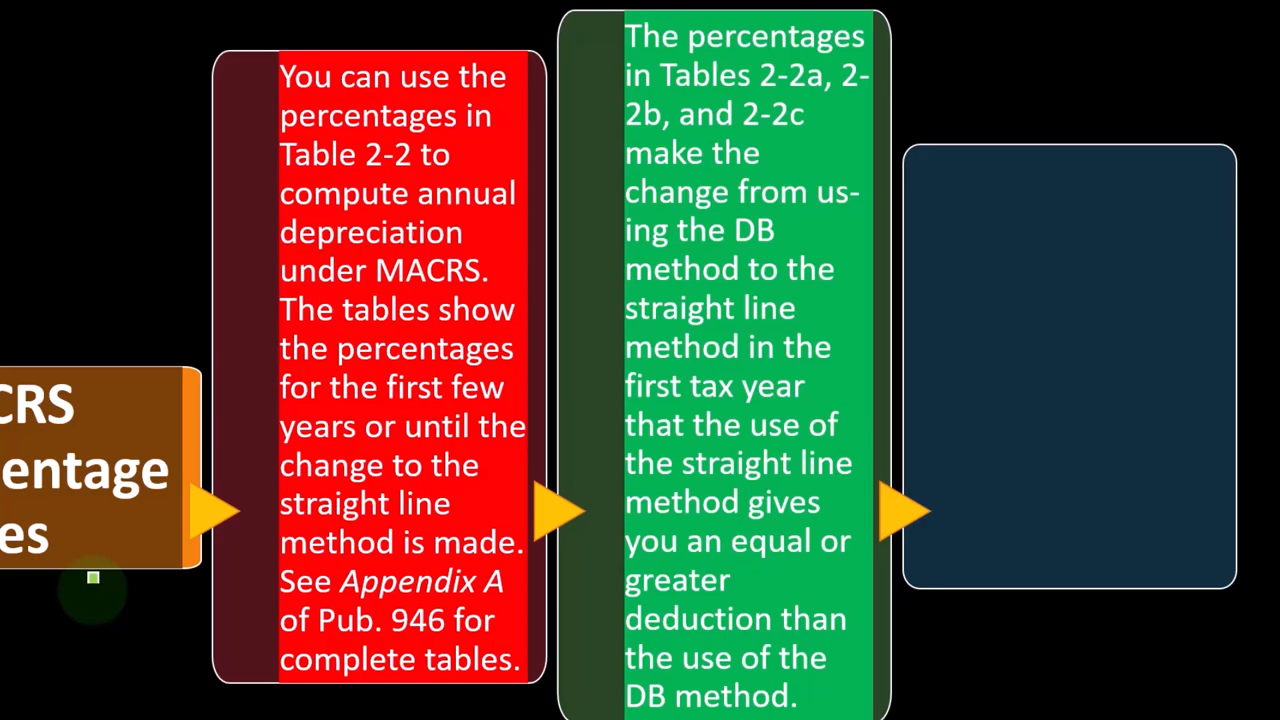 CRS
entage
es
You can use the
percentages in
Table 2-2 to
compute annual
depreciation
under MACRS.
The tables show
the percentages
for the first few
years or until the
change to the
straight line
method is made.
See Appendix A
of Pub. 946 for
complete tables.
The percentages
in Tables 2-2a, 2-
2b, and 2-2c
make the
change from us-
ing the DB
method to the
straight line
method in the
first tax year
that the use of
the straight line
method gives
you an equal or
greater
deduction than
the use of the
DB method.